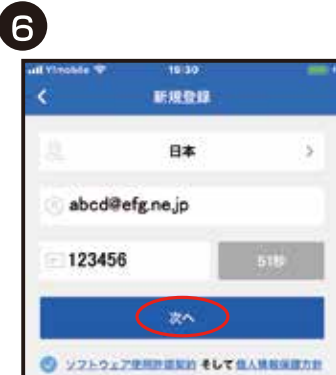 6
Y!mobile 16:30
新規登録
日本
abcd@efg.ne.jp
123456 51秒
次へ
ソフトウェア使用許諾契約 そして 個人情報保護方針